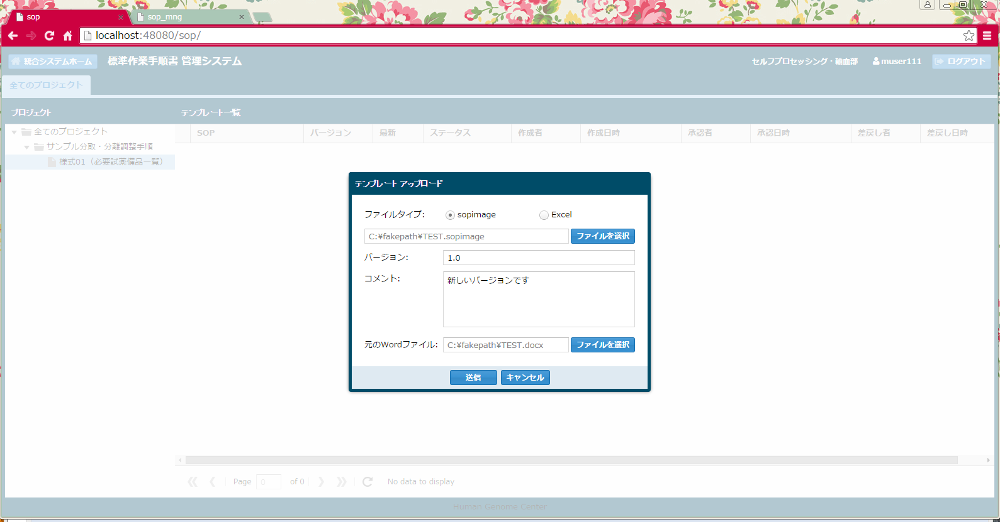 sop
sop_mng
localhost:48080/sop/
統合システムホーム
標準作業手順書 管理システム
セルフプロセッシング・輸血部
muser111
ログアウト
全てのプロジェクト
プロジェクト
テンプレート一覧
全てのプロジェクト
サンプル分取・分離調整手順
様式01（必要試薬備品一覧）
SOP
バージョン
最新
ステータス
作成者
作成日時
承認者
承認日時
差戻し者
差戻し日時
テンプレート アップロード
ファイルタイプ:
sopimage
Excel
C:¥fakepath¥TEST.sopimage
ファイルを選択
バージョン:
1.0
コメント:
新しいバージョンです
元のWordファイル:
C:¥fakepath¥TEST.docx
ファイルを選択
送信
キャンセル
Page 0 of 0
No data to display
Human Genome Center